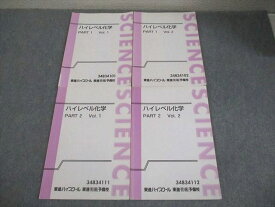 SCIENCE
ハイレベル化学
PART 1 Vol. 1
34834101
東進ハイスクール 東進衛星予備校
SCIENCE
ハイレベル化学
PART 1 Vol. 2
34834102
東進ハイスクール 東進衛星予備校
SCIENCE
ハイレベル化学
PART 2 Vol. 1
34834111
東進ハイスクール 東進衛星予備校
SCIENCE
ハイレベル化学
PART 2 Vol. 2
34834112
東進ハイスクール 東進衛星予備校